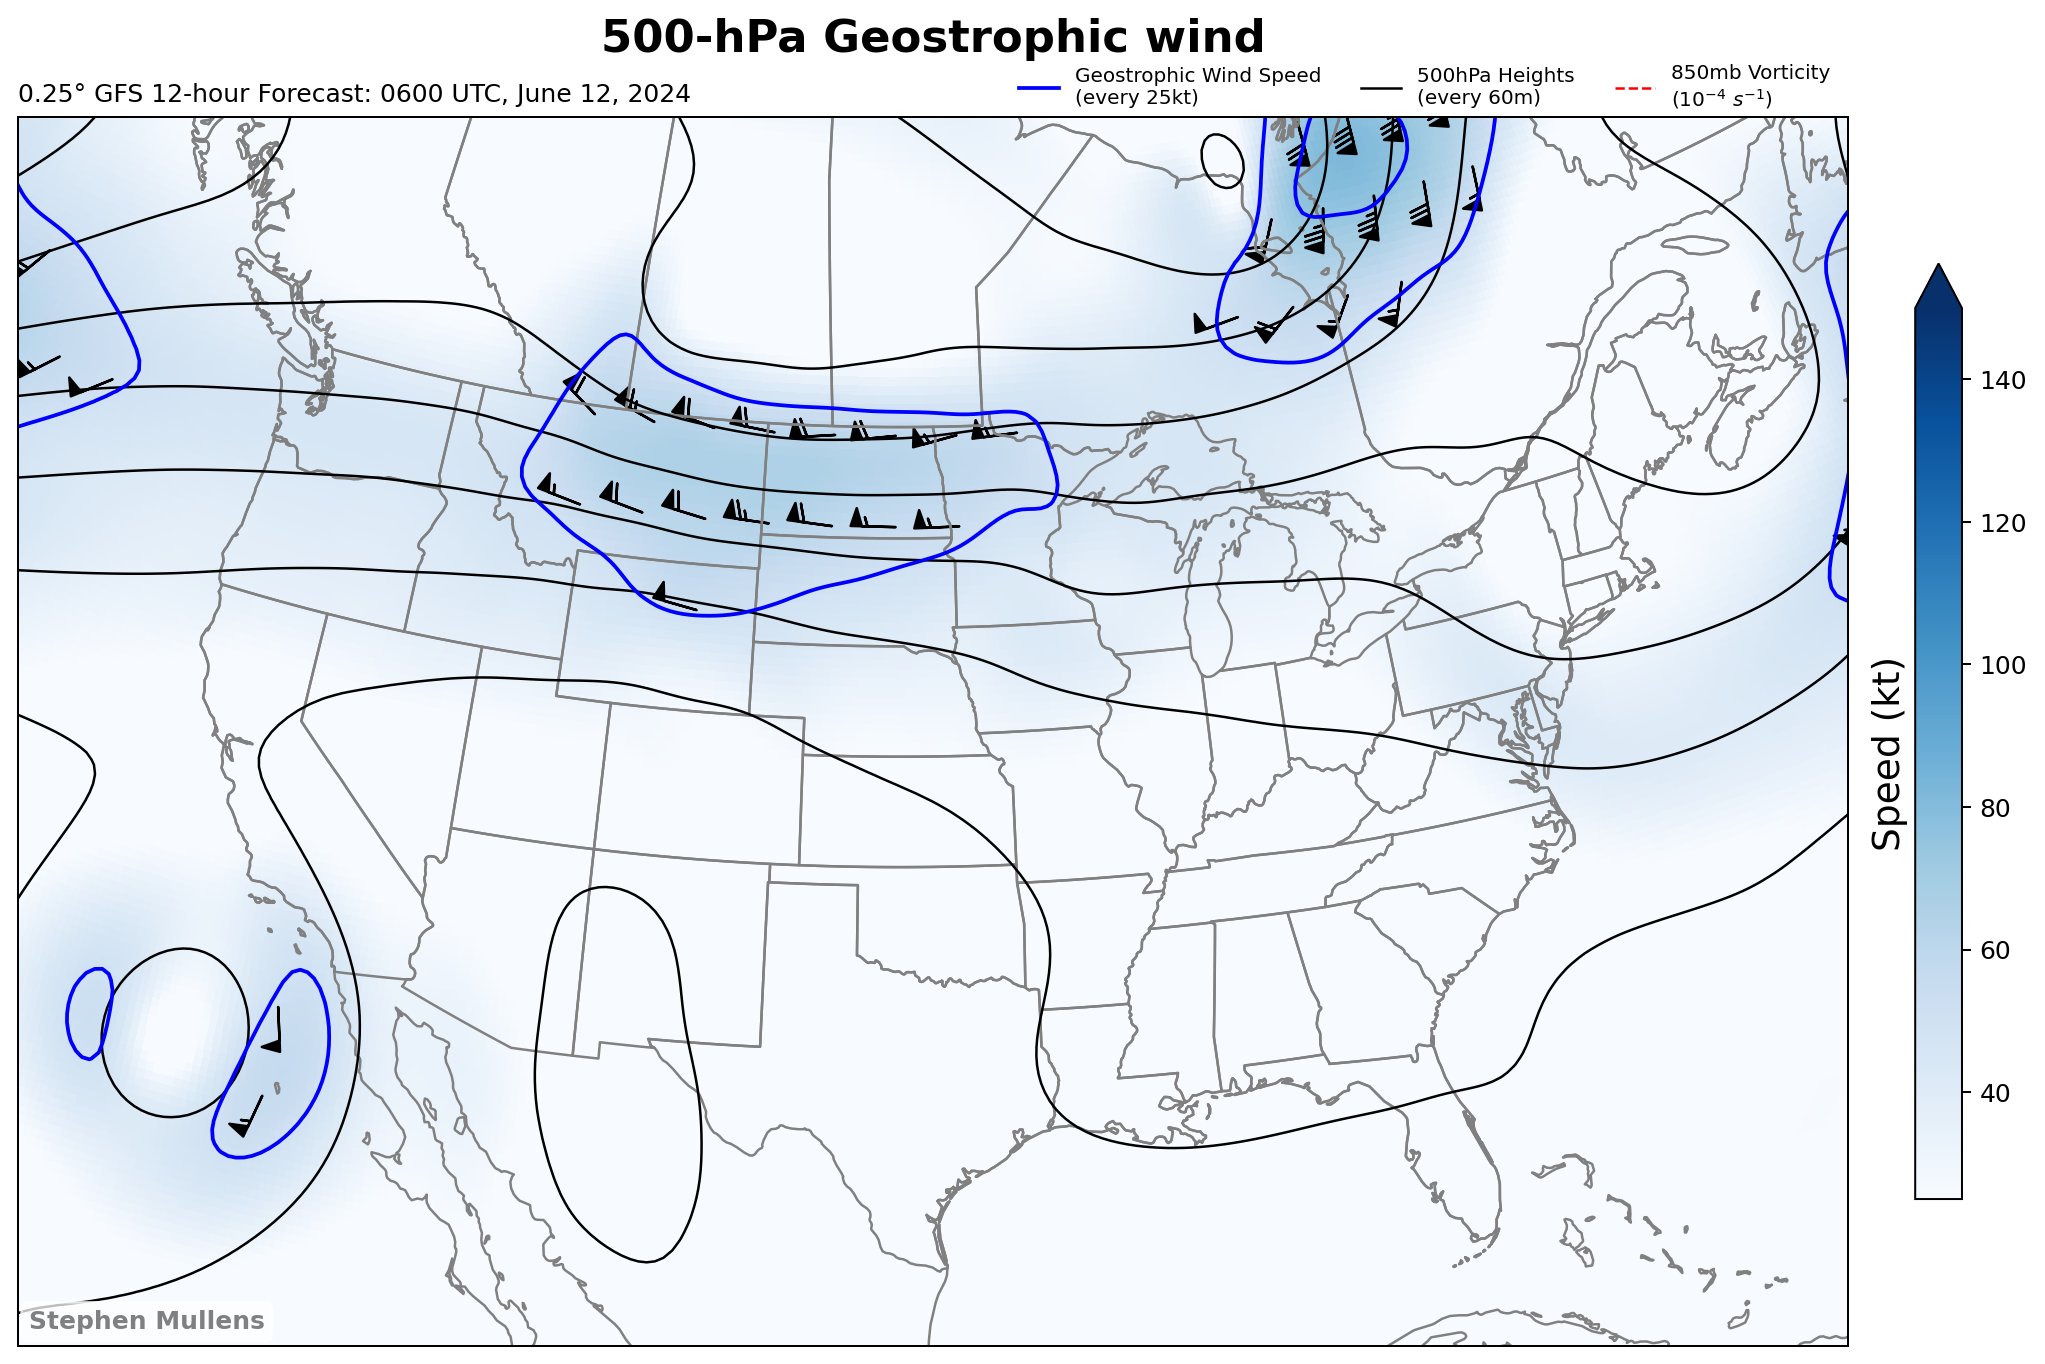 500-hPa Geostrophic wind
0.25° GFS 12-hour Forecast: 0600 UTC, June 12, 2024
Geostrophic Wind Speed
(every 25kt)
500hPa Heights
(every 60m)
850mb Vorticity
(10⁻⁴ s⁻¹)
140
120
100
80
60
40
Speed (kt)
Stephen Mullens